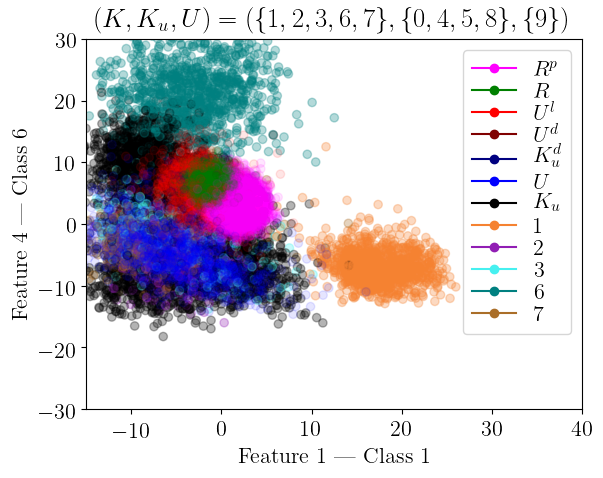 (K, K_u, U) = ({1, 2, 3, 6, 7}, {0, 4, 5, 8}, {9})
30
20
10
0
−10
−20
−30
Feature 4 — Class 6
R^p
R
U^l
U^d
K_u^d
U
K_u
1
2
3
6
7
−10
0
10
20
30
40
Feature 1 — Class 1